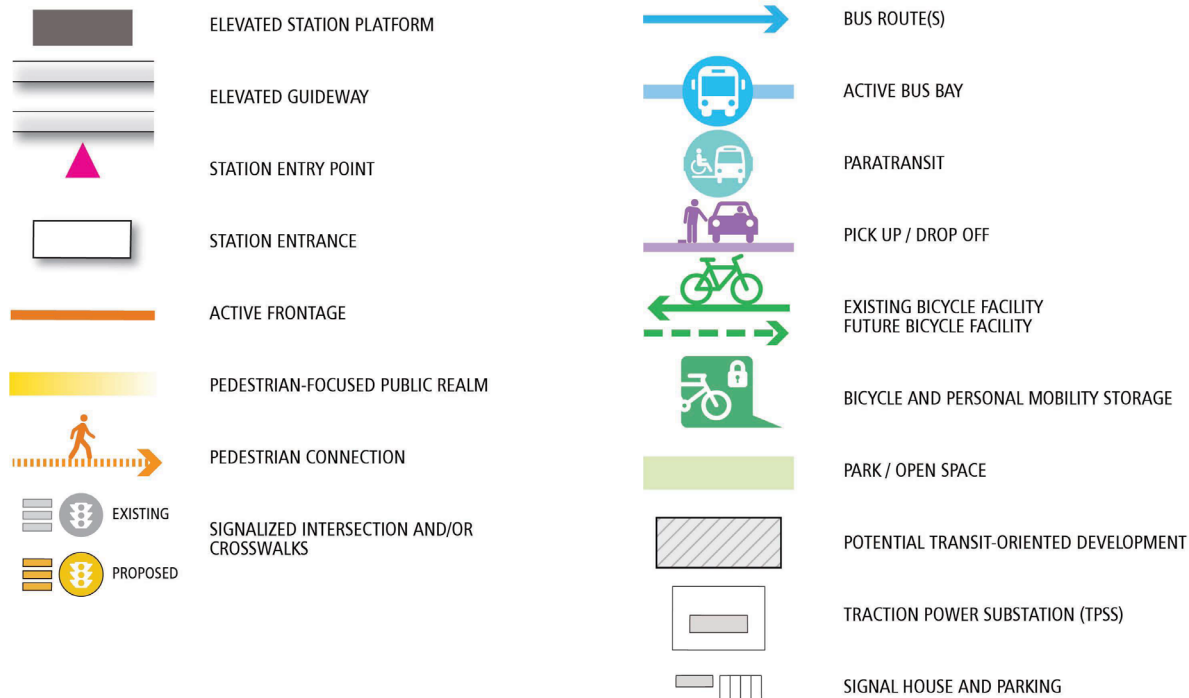 ELEVATED STATION PLATFORM
ELEVATED GUIDEWAY
STATION ENTRY POINT
STATION ENTRANCE
ACTIVE FRONTAGE
PEDESTRIAN-FOCUSED PUBLIC REALM
PEDESTRIAN CONNECTION
EXISTING
PROPOSED
SIGNALIZED INTERSECTION AND/OR
CROSSWALKS
BUS ROUTE(S)
ACTIVE BUS BAY
PARATRANSIT
PICK UP / DROP OFF
EXISTING BICYCLE FACILITY
FUTURE BICYCLE FACILITY
BICYCLE AND PERSONAL MOBILITY STORAGE
PARK / OPEN SPACE
POTENTIAL TRANSIT-ORIENTED DEVELOPMENT
TRACTION POWER SUBSTATION (TPSS)
SIGNAL HOUSE AND PARKING